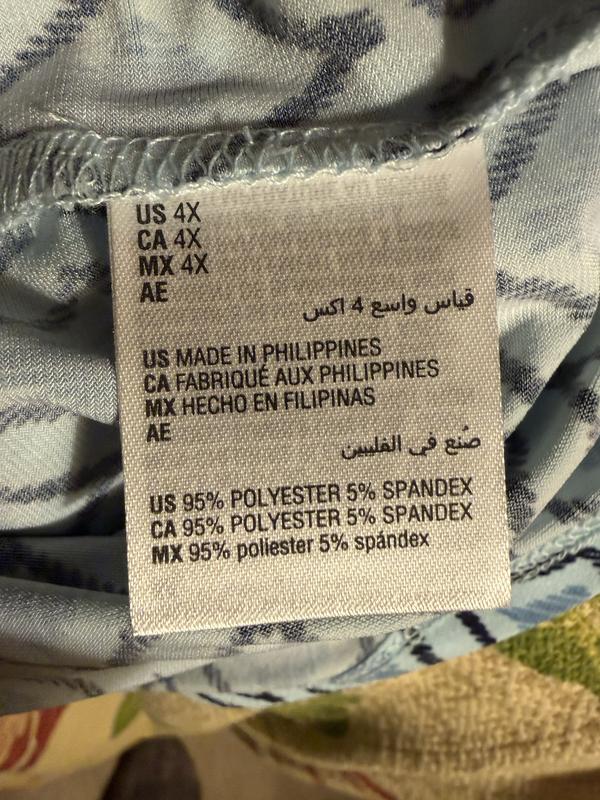 US 4X
CA 4X
MX 4X
AE
قياس واسع 4 اكس
US MADE IN PHILIPPINES
CA FABRIQUÉ AUX PHILIPPINES
MX HECHO EN FILIPINAS
AE
صُنع في الفلبين
US 95% POLYESTER 5% SPANDEX
CA 95% POLYESTER 5% SPANDEX
MX 95% poliester 5% spándex